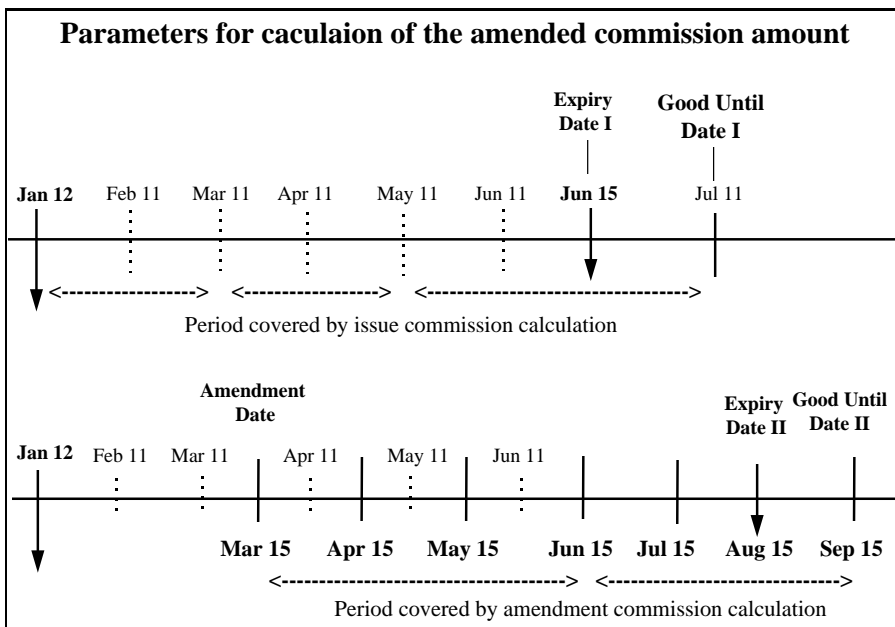 Parameters for caculaion of the amended commission amount
Expiry
Date I
Good Until
Date I
Jan 12
Feb 11
Mar 11
Apr 11
May 11
Jun 11
Jun 15
Jul 11
Period covered by issue commission calculation
Amendment
Date
Expiry
Date II
Good Until
Date II
Jan 12
Feb 11
Mar 11
Apr 11
May 11
Jun 11
Mar 15
Apr 15
May 15
Jun 15
Jul 15
Aug 15
Sep 15
Period covered by amendment commission calculation